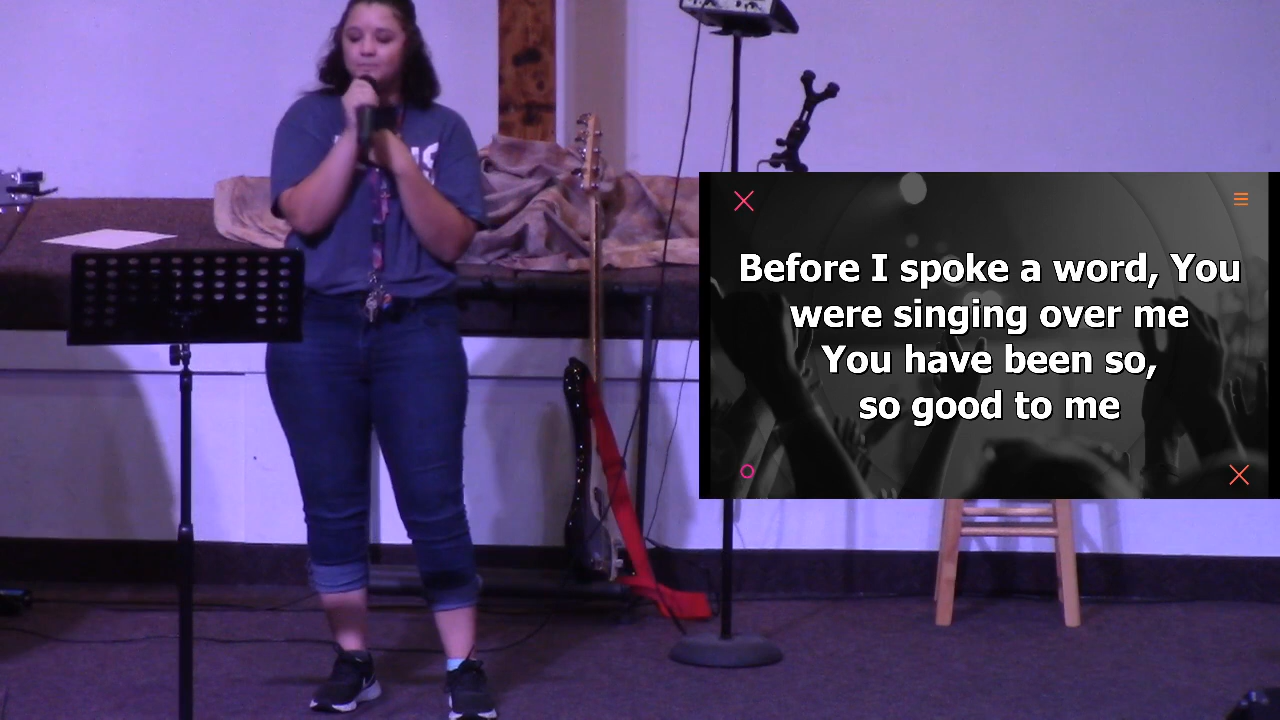 Before I spoke a word, You
were singing over me
You have been so,
so good to me